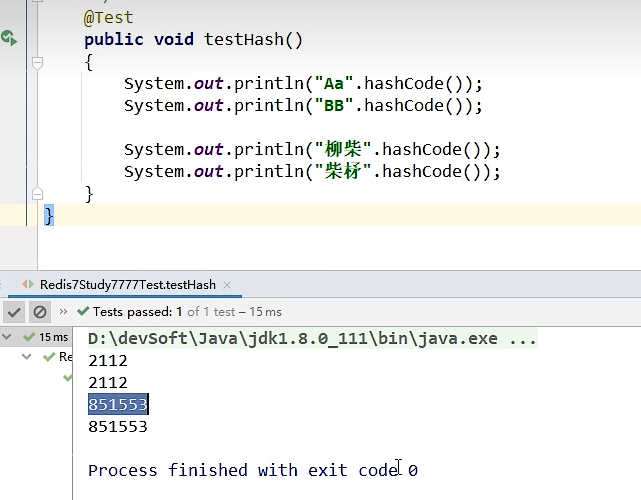 @Test
public void testHash()
{
System.out.println("Aa".hashCode());
System.out.println("BB".hashCode());
System.out.println("柳柴".hashCode());
System.out.println("柴柕".hashCode());
}
}
Redis7Study7777Test.testHash ×
» Tests passed: 1 of 1 test – 15 ms
15 ms D:\devSoft\Java\jdk1.8.0_111\bin\java.exe ...
Re 2112
2112
851553
851553
Process finished with exit code 0